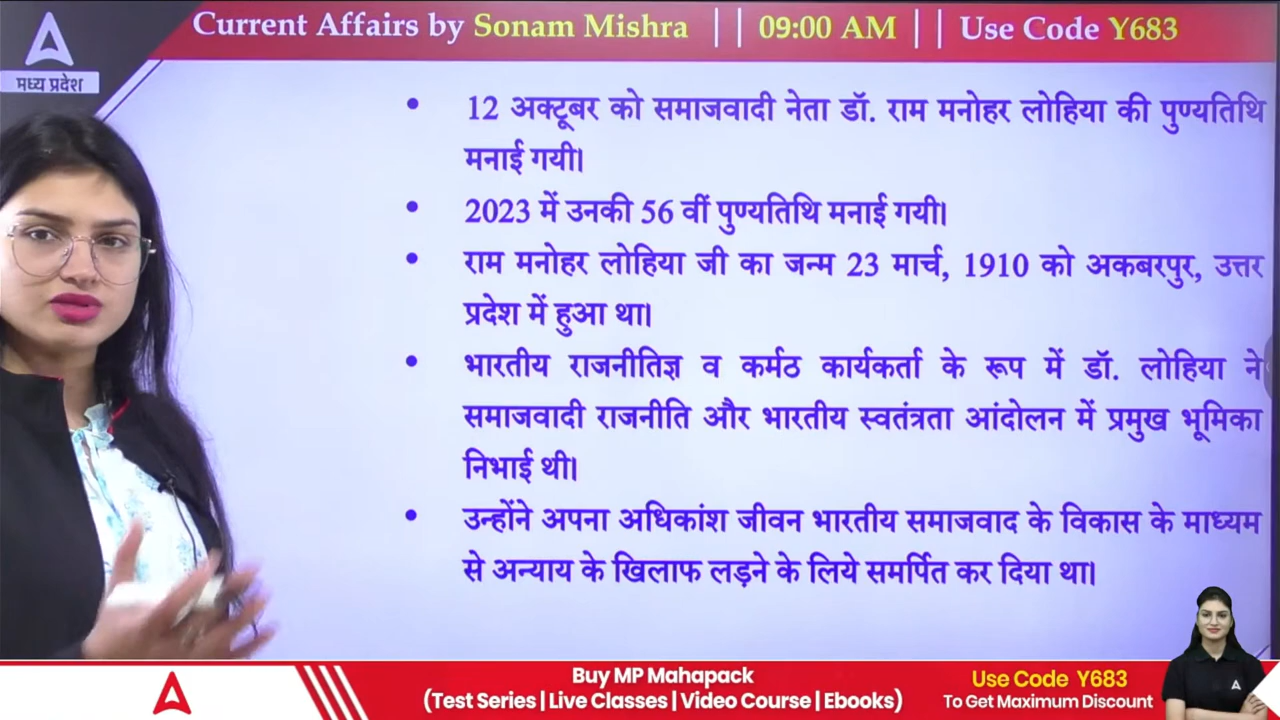 Current Affairs by Sonam Mishra || 09:00 AM || Use Code Y683
मध्य प्रदेश
• 12 अक्टूबर को समाजवादी नेता डॉ. राम मनोहर लोहिया की पुण्यतिथि
मनाई गयी।
• 2023 में उनकी 56 वीं पुण्यतिथि मनाई गयी।
• राम मनोहर लोहिया जी का जन्म 23 मार्च, 1910 को अकबरपुर, उत्तर
प्रदेश में हुआ था।
• भारतीय राजनीतिज्ञ व कर्मठ कार्यकर्ता के रूप में डॉ. लोहिया ने
समाजवादी राजनीति और भारतीय स्वतंत्रता आंदोलन में प्रमुख भूमिका
निभाई थी।
• उन्होंने अपना अधिकांश जीवन भारतीय समाजवाद के विकास के माध्यम
से अन्याय के खिलाफ लड़ने के लिये समर्पित कर दिया था।
Buy MP Mahapack
(Test Series | Live Classes | Video Course | Ebooks)
Use Code Y683
To Get Maximum Discount